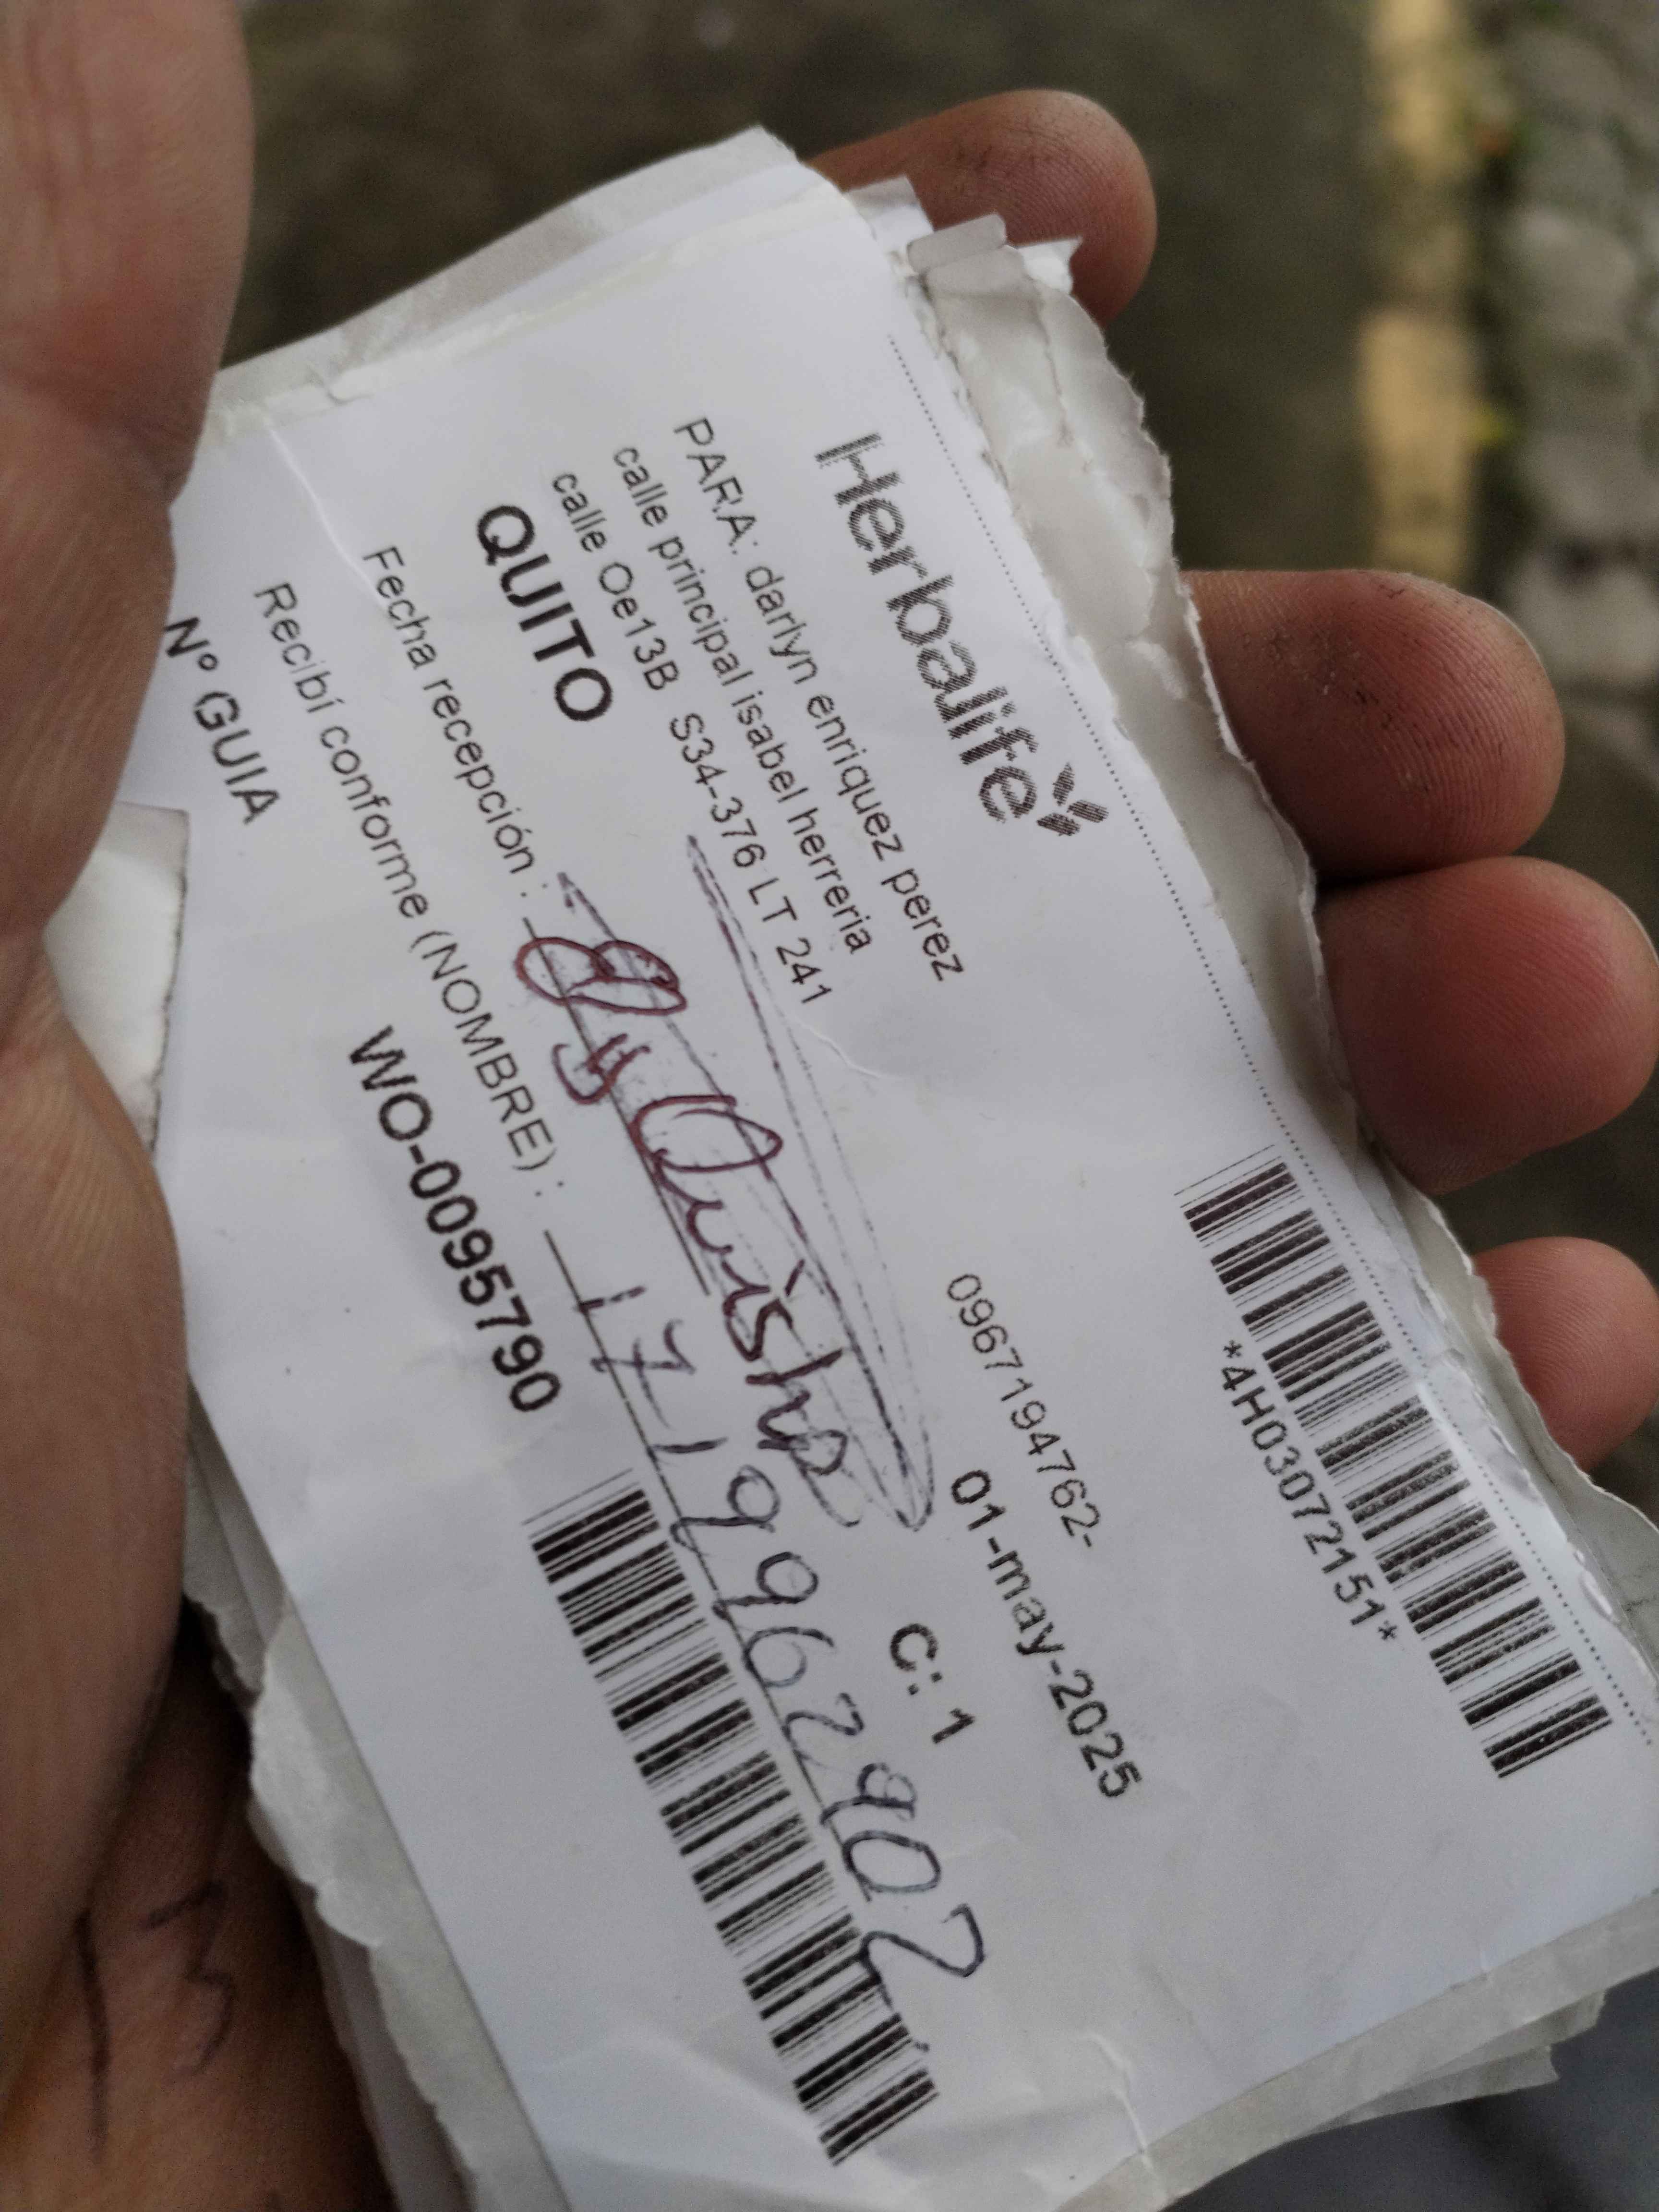 Herbalife
*4H03072151*
PARA: darlyn enriquez perez
0967194762-
calle principal isabel herreria
calle Oe13B S34-376 LT 241
01-may-2025
QUITO
C: 1
Fecha recepción :
Recibí conforme (NOMBRE) : 1719962902
Nº GUIA
WO-0095790